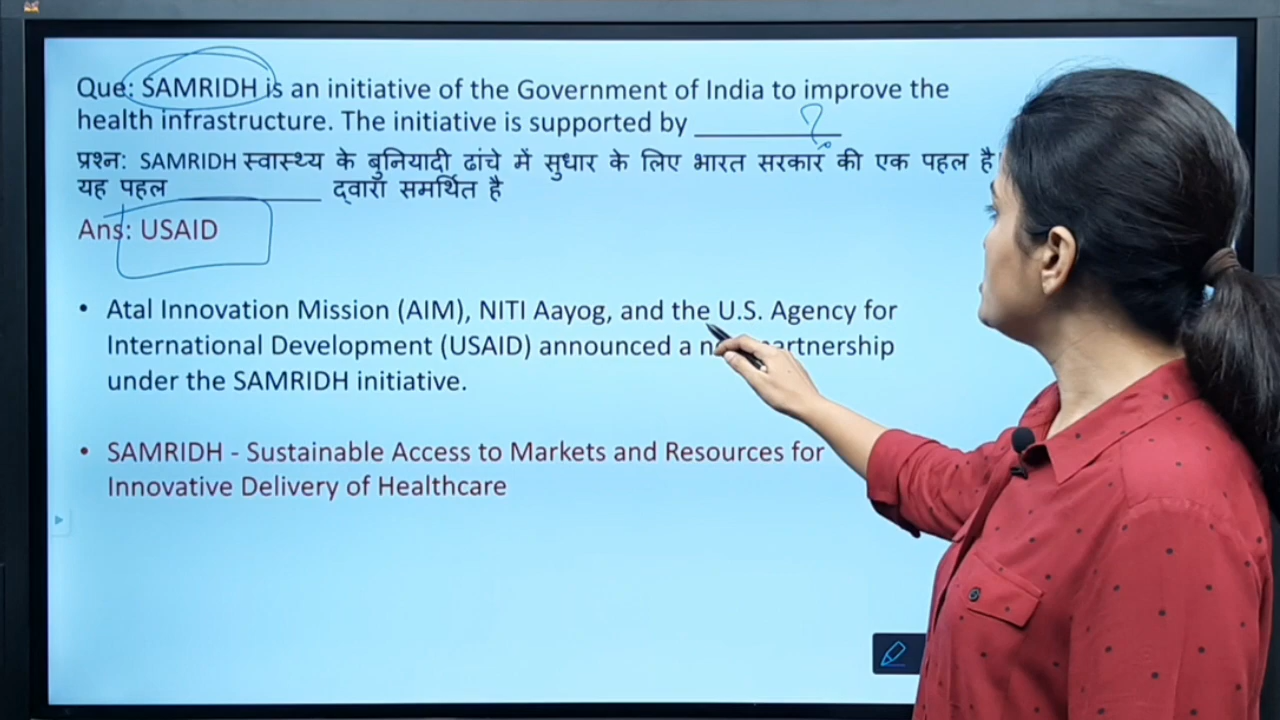 Que: SAMRIDH is an initiative of the Government of India to improve the
health infrastructure. The initiative is supported by ____________ ?
प्रश्न: SAMRIDH स्वास्थ्य के बुनियादी ढांचे में सुधार के लिए भारत सरकार की एक पहल है
यह पहल ____________ द्वारा समर्थित है
Ans: USAID
• Atal Innovation Mission (AIM), NITI Aayog, and the U.S. Agency for
International Development (USAID) announced a partnership
under the SAMRIDH initiative.
• SAMRIDH - Sustainable Access to Markets and Resources for
Innovative Delivery of Healthcare